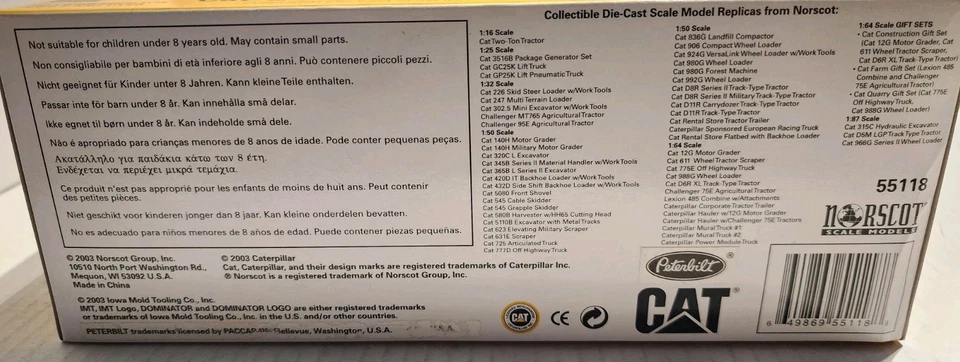 Not suitable for children under 8 years old. May contain small parts.
Non consigliabile per bambini di età inferiore agli 8 anni. Può contenere piccoli pezzi.
Nicht geeignet für Kinder unter 8 Jahren. Kann kleine Teile enthalten.
Passar inte för barn under 8 år. Kan innehålla små delar.
Ikke egnet til børn under 8 år. Kan indeholde små dele.
Não é apropriado para crianças menores de 8 anos de idade. Pode conter pequenas peças.
Ακατάλληλο για παιδάκια κάτω των 8 έτη.
Ενδέχεται να περιέχει μικρά τεμάχια.
Ce produit n'est pas approprié pour les enfants de moins de huit ans. Peut contenir
des petites pièces.
Niet geschikt voor kinderen jonger dan 8 jaar. Kan kleine onderdelen bevatten.
No es adecuado para niños menores de 8 años de edad. Puede contener piezas pequeñas.
© 2003 Norscot Group, Inc.
10510 North Port Washington Rd.,
Mequon, WI 53092 U.S.A.
Made in China
© 2003 Caterpillar
Cat, Caterpillar, and their design marks are registered trademarks of Caterpillar Inc.
® Norscot is a registered trademark of Norscot Group, Inc.
© 2003 Iowa Mold Tooling Co., Inc.
IMT, IMT Logo, DOMINATOR and DOMINATOR LOGO are either registered trademarks
or trademarks of Iowa Mold Tooling Co., Inc. in the U.S. and/or other countries.
PETERBILT trademarks licensed by PACCAR Bellevue, Washington, U.S.A.
Collectible Die-Cast Scale Model Replicas from Norscot:
1:16 Scale
Cat Two-Ton Tractor
1:25 Scale
Cat 3516B Package Generator Set
Cat GC25K Lift Truck
Cat GP25K Lift Pneumatic Truck
1:32 Scale
Cat 226 Skid Steer Loader w/Work Tools
Cat 247 Multi Terrain Loader
Cat 302.5 Mini Excavator w/Work Tools
Challenger MT765 Agricultural Tractor
Challenger 95E Agricultural Tractor
1:50 Scale
Cat 140H Motor Grader
Cat 140H Military Motor Grader
Cat 320C L Excavator
Cat 345B Series II Material Handler w/Work Tools
Cat 365B L Series II Excavator
Cat 420D IT Backhoe Loader w/Work Tools
Cat 432D Side Shift Backhoe Loader w/Work Tools
Cat 5080 Front Shovel
Cat 545 Cable Skidder
Cat 545 Grapple Skidder
Cat 580B Harvester w/HH65 Cutting Head
Cat 5110B Excavator with Metal Tracks
Cat 623 Elevating Military Scraper
Cat 631E Scraper
Cat 725 Articulated Truck
Cat 777D Off Highway Truck
1:50 Scale
Cat 836G Landfill Compactor
Cat 906 Compact Wheel Loader
Cat 924G VersaLink Wheel Loader w/Work Tools
Cat 980G Wheel Loader
Cat 980G Forest Machine
Cat 992G Wheel Loader
Cat D8R Series II Track-Type Tractor
Cat D8R Series II Military Track-Type Tractor
Cat D11R Track-Type Tractor
Cat D11R Carrydozer Track-Type Tractor
Cat Rental Store Tractor Trailer
Caterpillar Sponsored European Racing Truck
Cat Rental Store Flatbed with Backhoe Loader
1:64 Scale
Cat 12G Motor Grader
Cat 611 Wheel Tractor Scraper
Cat 775E Off Highway Truck
Cat 988G Wheel Loader
Cat D6R XL Track-Type Tractor
Challenger 75E Agricultural Tractor
Lexion 485 Combine w/Attachments
Caterpillar Corporate Tractor Trailer
Caterpillar Hauler w/12G Motor Grader
Caterpillar Hauler w/Challenger 75E Tractors
Caterpillar Mural Truck #1
Caterpillar Mural Truck #2
Caterpillar Power Module Truck
1:64 Scale GIFT SETS
• Cat Construction Gift Set
(Cat 12G Motor Grader, Cat
611 Wheel Tractor Scraper,
Cat D6R XL Track-Type Tractor)
• Cat Farm Gift Set (Lexion 485
Combine and Challenger
75E Agricultural Tractor)
• Cat Quarry Gift Set (Cat 775E
Off Highway Truck,
Cat 988G Wheel Loader)
1:87 Scale
Cat 315C Hydraulic Excavator
Cat D5M LGP Track Type Tractor
Cat 966G Series II Wheel Loader
55118
NORSCOT
SCALE MODELS
Peterbilt
CAT
CAT
CE
6 49869 55118